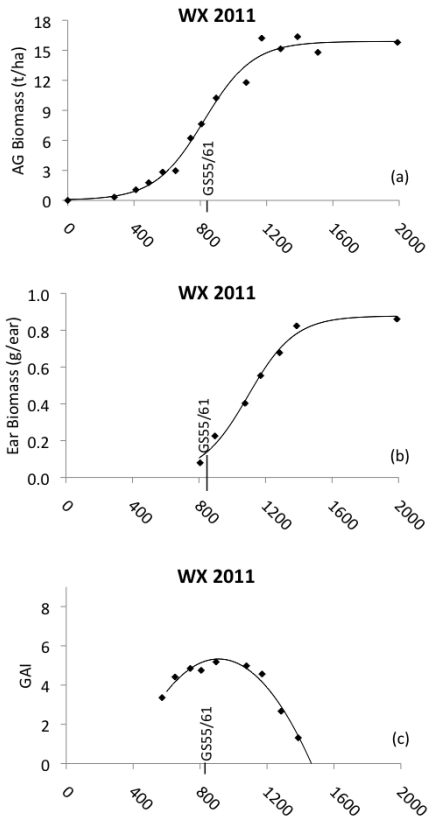 WX 2011
AG Biomass (t/ha)
18
15
12
9
6
3
0
GS55/61
(a)
0 400 800 1200 1600 2000
WX 2011
Ear Biomass (g/ear)
1.0
0.8
0.6
0.4
0.2
0.0
GS55/61
(b)
0 400 800 1200 1600 2000
WX 2011
GAI
8
6
4
2
0
GS55/61
(c)
0 400 800 1200 1600 2000